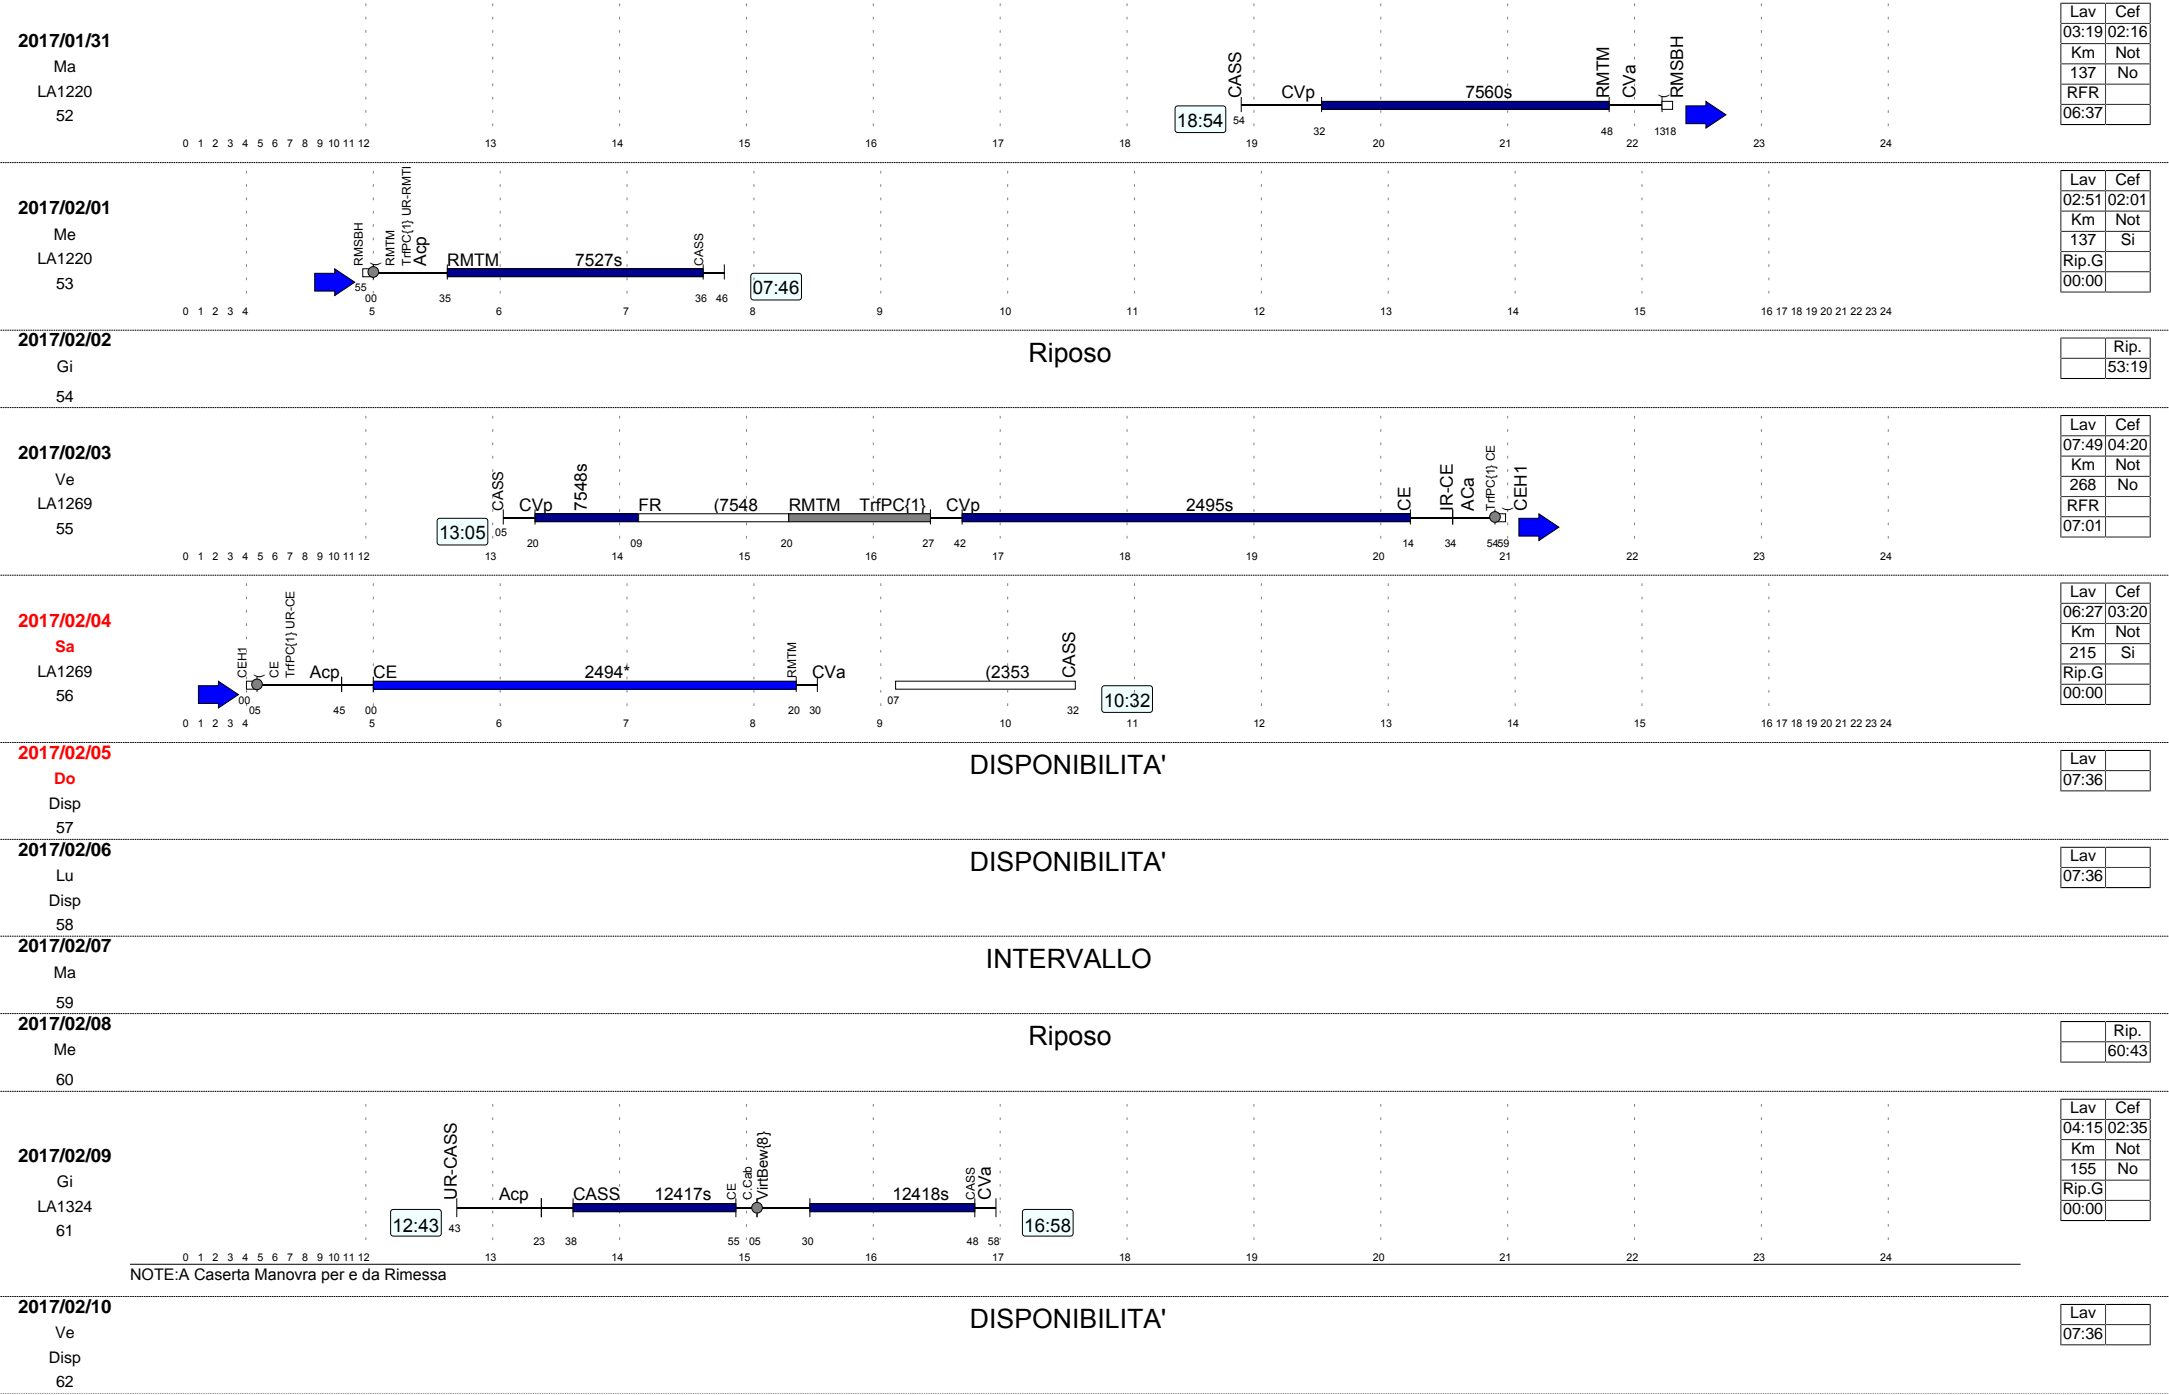 2017/01/31
Ma
LA1220
52
18:54
CASS
CVp
7560s
RMTM
CVa
(
RMSBH
54
32
48
13 18
0 1 2 3 4 5 6 7 8 9 10 11 12 13 14 15 16 17 18 19 20 21 22 23 24
Lav Cef
03:19 02:16
Km Not
137 No
RFR
06:37
2017/02/01
Me
LA1220
53
RMSBH
(
RMTM
TrfPC{1} UR-RMTI
Acp
RMTM
7527s
CASS
55
00
35
36 46
07:46
0 1 2 3 4 5 6 7 8 9 10 11 12 13 14 15 16 17 18 19 20 21 22 23 24
Lav Cef
02:51 02:01
Km Not
137 Si
Rip.G
00:00
2017/02/02
Gi
54
Riposo
Rip.
53:19
2017/02/03
Ve
LA1269
55
13:05
CASS
CVp
7548s
FR
(7548
RMTM
TrfPC{1}
CVp
2495s
CE
IR-CE
ACa
TrfPC{1} CE
(
CEH1
05
20
09
20
27
42
14
34
54 59
0 1 2 3 4 5 6 7 8 9 10 11 12 13 14 15 16 17 18 19 20 21 22 23 24
Lav Cef
07:49 04:20
Km Not
268 No
RFR
07:01
2017/02/04
Sa
LA1269
56
CEH1
(
CE
TrfPC{1} UR-CE
Acp
CE
2494*
RMTM
CVa
(2353
CASS
00
05
45
00
20 30
07
32
10:32
0 1 2 3 4 5 6 7 8 9 10 11 12 13 14 15 16 17 18 19 20 21 22 23 24
Lav Cef
06:27 03:20
Km Not
215 Si
Rip.G
00:00
2017/02/05
Do
Disp
57
DISPONIBILITA'
Lav
07:36
2017/02/06
Lu
Disp
58
DISPONIBILITA'
Lav
07:36
2017/02/07
Ma
59
INTERVALLO
2017/02/08
Me
60
Riposo
Rip.
60:43
2017/02/09
Gi
LA1324
61
12:43
UR-CASS
Acp
CASS
12417s
CE
C.Cab
VirtBew{8}
12418s
CASS
CVa
43
23
38
55 05
30
48 58
16:58
0 1 2 3 4 5 6 7 8 9 10 11 12 13 14 15 16 17 18 19 20 21 22 23 24
NOTE:A Caserta Manovra per e da Rimessa
Lav Cef
04:15 02:35
Km Not
155 No
Rip.G
00:00
2017/02/10
Ve
Disp
62
DISPONIBILITA'
Lav
07:36